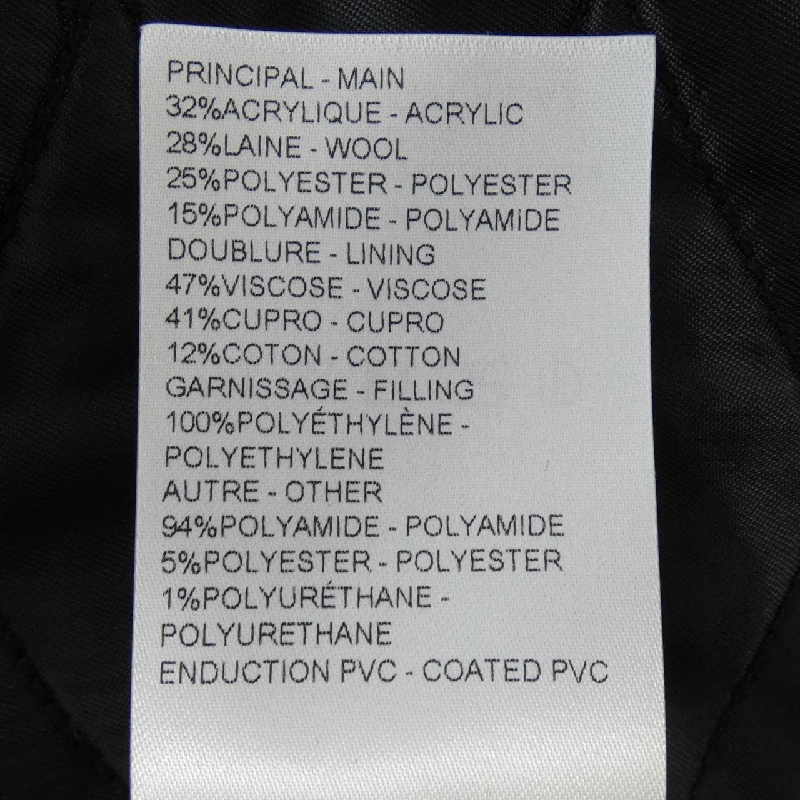 PRINCIPAL - MAIN
32%ACRYLIQUE - ACRYLIC
28%LAINE - WOOL
25%POLYESTER - POLYESTER
15%POLYAMIDE - POLYAMIDE
DOUBLURE - LINING
47%VISCOSE - VISCOSE
41%CUPRO - CUPRO
12%COTON - COTTON
GARNISSAGE - FILLING
100%POLYÉTHYLÈNE -
POLYETHYLENE
AUTRE - OTHER
94%POLYAMIDE - POLYAMIDE
5%POLYESTER - POLYESTER
1%POLYURÉTHANE -
POLYURETHANE
ENDUCTION PVC - COATED PVC